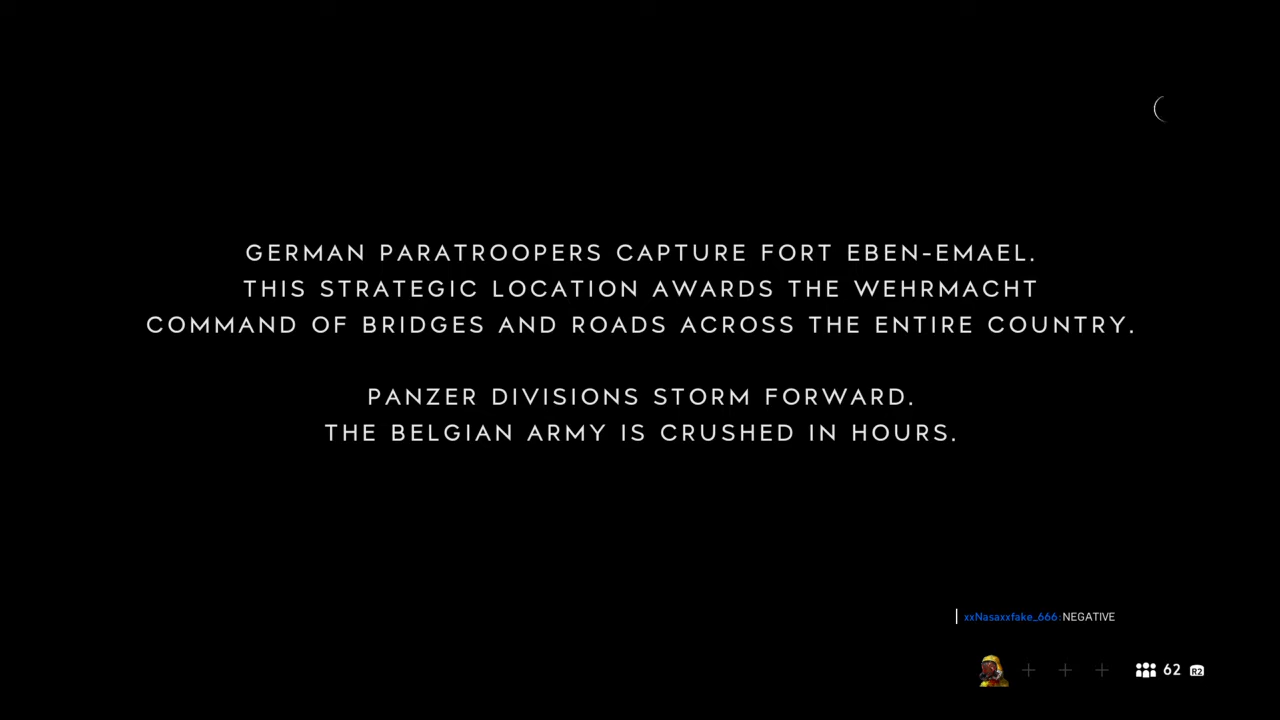 GERMAN PARATROOPERS CAPTURE FORT EBEN-EMAEL.
THIS STRATEGIC LOCATION AWARDS THE WEHRMACHT
COMMAND OF BRIDGES AND ROADS ACROSS THE ENTIRE COUNTRY.
PANZER DIVISIONS STORM FORWARD.
THE BELGIAN ARMY IS CRUSHED IN HOURS.
xxNasaxxfake_666:NEGATIVE
62 R2